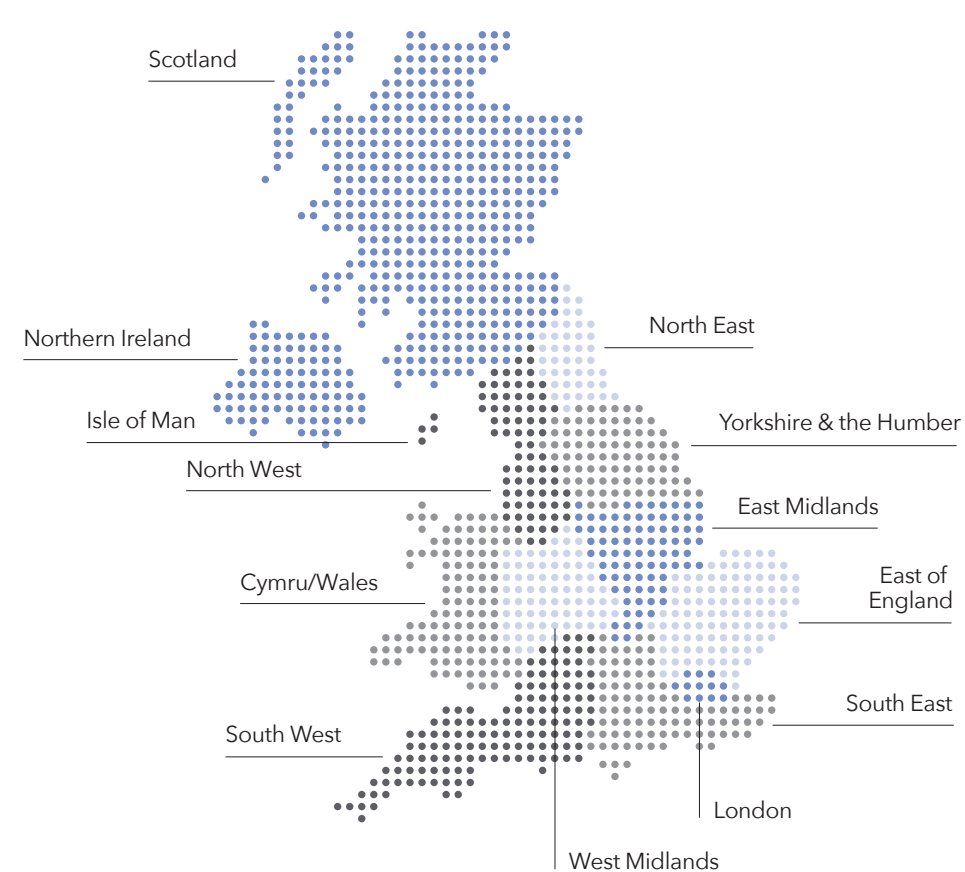 Scotland
North East
Northern Ireland
Isle of Man
Yorkshire & the Humber
North West
East Midlands
Cymru/Wales
East of
England
South East
South West
London
West Midlands